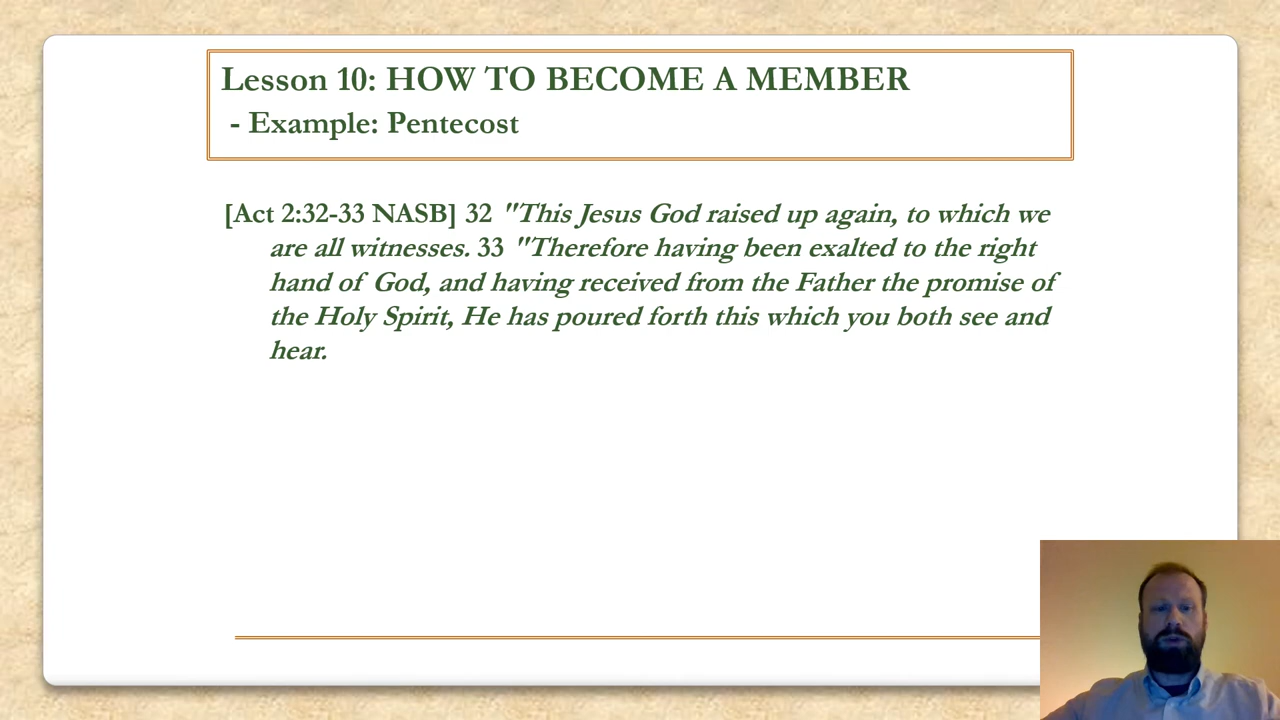 Lesson 10: HOW TO BECOME A MEMBER
- Example: Pentecost
[Act 2:32-33 NASB] 32 "This Jesus God raised up again, to which we
are all witnesses. 33 "Therefore having been exalted to the right
hand of God, and having received from the Father the promise of
the Holy Spirit, He has poured forth this which you both see and
hear.